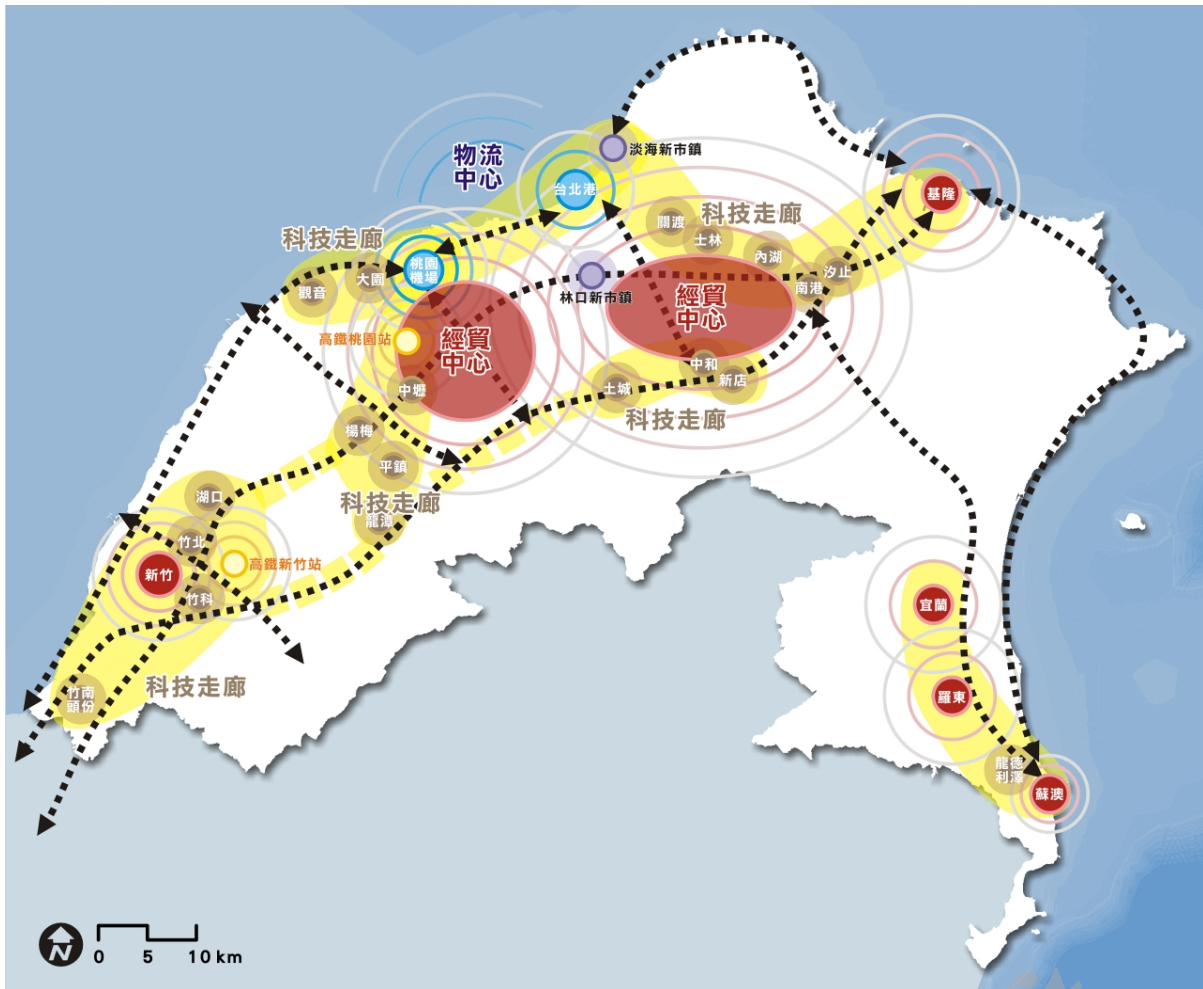 淡海新市鎮
物流
中心
台北港
基隆
關渡
科技走廊
士林
科技走廊
內湖
桃園
機場
大園
汐止
觀音
南港
林口新市鎮
經貿
中心
高鐵桃園站
經貿
中心
中和
中壢
土城
新店
科技走廊
楊梅
平鎮
湖口
科技走廊
龍潭
竹北
高鐵新竹站
新竹
竹科
宜蘭
科技走廊
竹南
頭份
羅東
龍德
利澤
蘇澳
N
0 5 10 km